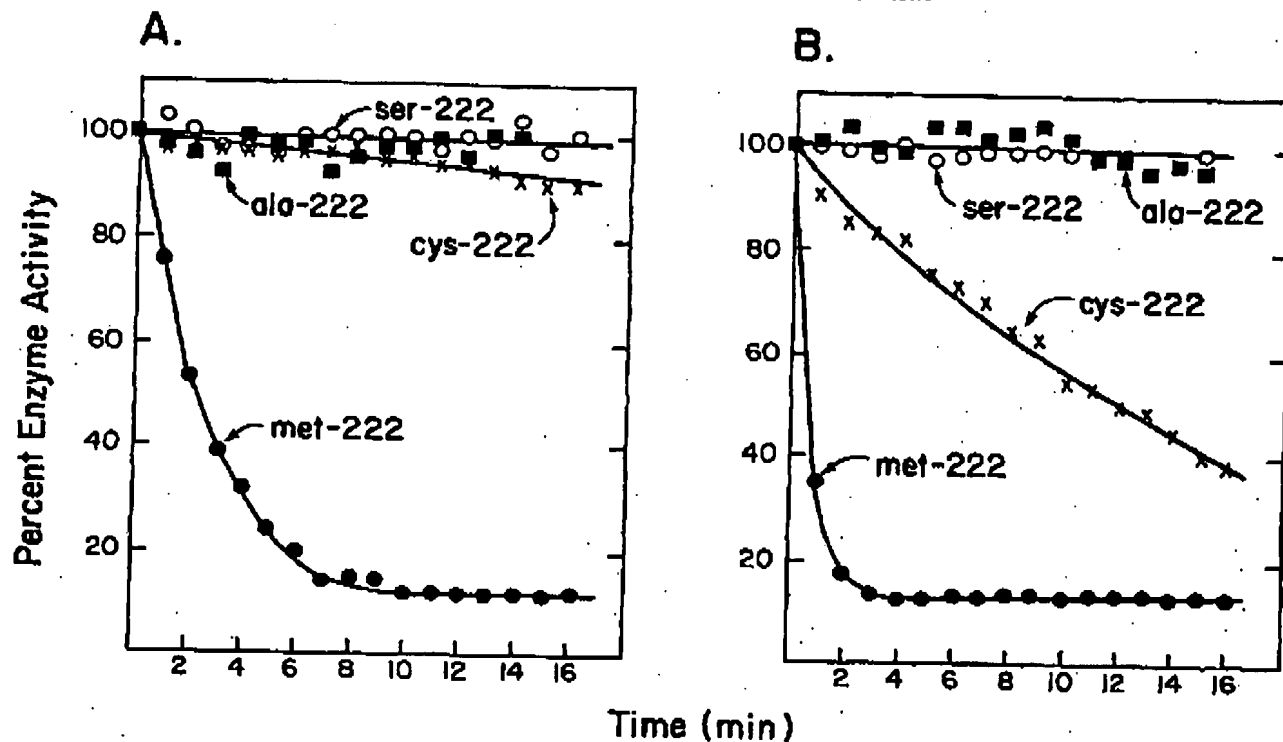 A.
B.
Percent Enzyme Activity
100
80
60
40
20
ser-222
ala-222
cys-222
met-222
2 4 6 8 10 12 14 16
100
80
60
40
20
ser-222
ala-222
cys-222
met-222
2 4 6 8 10 12 14 16
Time (min)